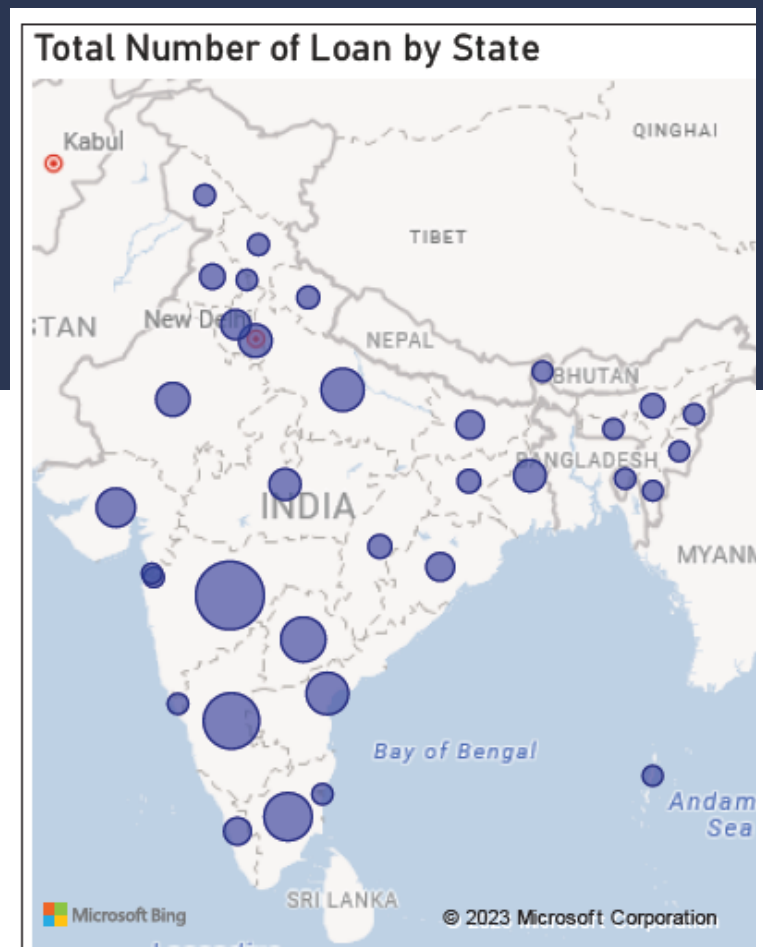 Total Number of Loan by State
Kabul
QINGHAI
TIBET
STAN
New Delhi
NEPAL
BHUTAN
BANGLADESH
INDIA
MYANM
Bay of Bengal
Andam
Sea
SRI LANKA
Microsoft Bing
© 2023 Microsoft Corporation